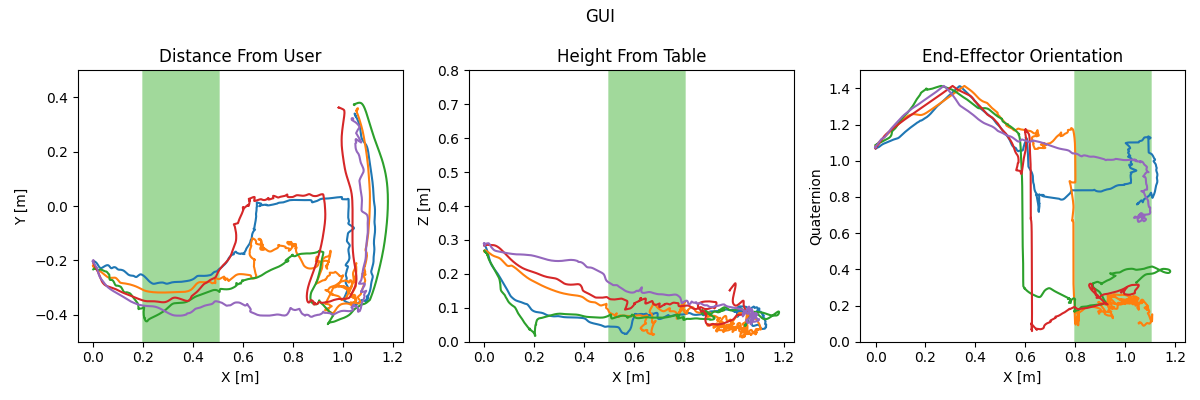 GUI
Distance From User
Height From Table
End-Effector Orientation
Y [m]
0.4
0.2
0.0
−0.2
−0.4
0.0 0.2 0.4 0.6 0.8 1.0 1.2
X [m]
Z [m]
0.8
0.7
0.6
0.5
0.4
0.3
0.2
0.1
0.0
0.0 0.2 0.4 0.6 0.8 1.0 1.2
X [m]
Quaternion
1.4
1.2
1.0
0.8
0.6
0.4
0.2
0.0
0.0 0.2 0.4 0.6 0.8 1.0 1.2
X [m]